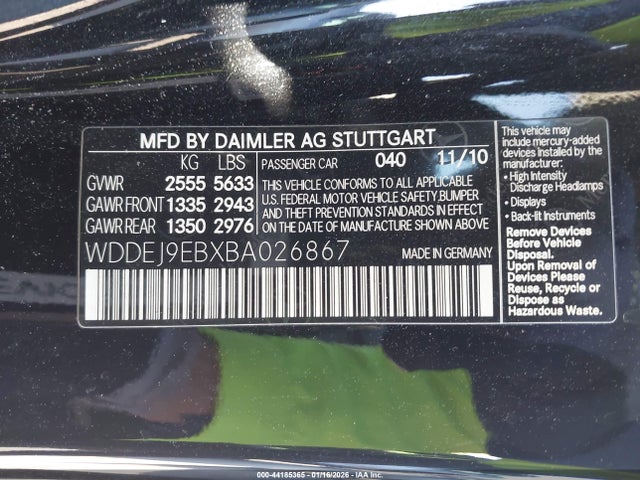 MFD BY DAIMLER AG STUTTGART
KG LBS
GVWR 2555 5633
GAWR FRONT 1335 2943
GAWR REAR 1350 2976
PASSENGER CAR 040 11/10
THIS VEHICLE CONFORMS TO ALL APPLICABLE
U.S. FEDERAL MOTOR VEHICLE SAFETY, BUMPER,
AND THEFT PREVENTION STANDARDS IN EFFECT
ON THE DATE OF MANUFACTURE SHOWN ABOVE.
WDDEJ9EBXBA026867
MADE IN GERMANY
This vehicle may
include mercury-added
devices installed by
the manufacturer:
• High Intensity
Discharge Headlamps
• Displays
• Back-lit Instruments
Remove Devices
Before Vehicle
Disposal.
Upon Removal of
Devices Please
Reuse, Recycle or
Dispose as
Hazardous Waste.
000-44185365 - 01/16/2026 - IAA Inc.